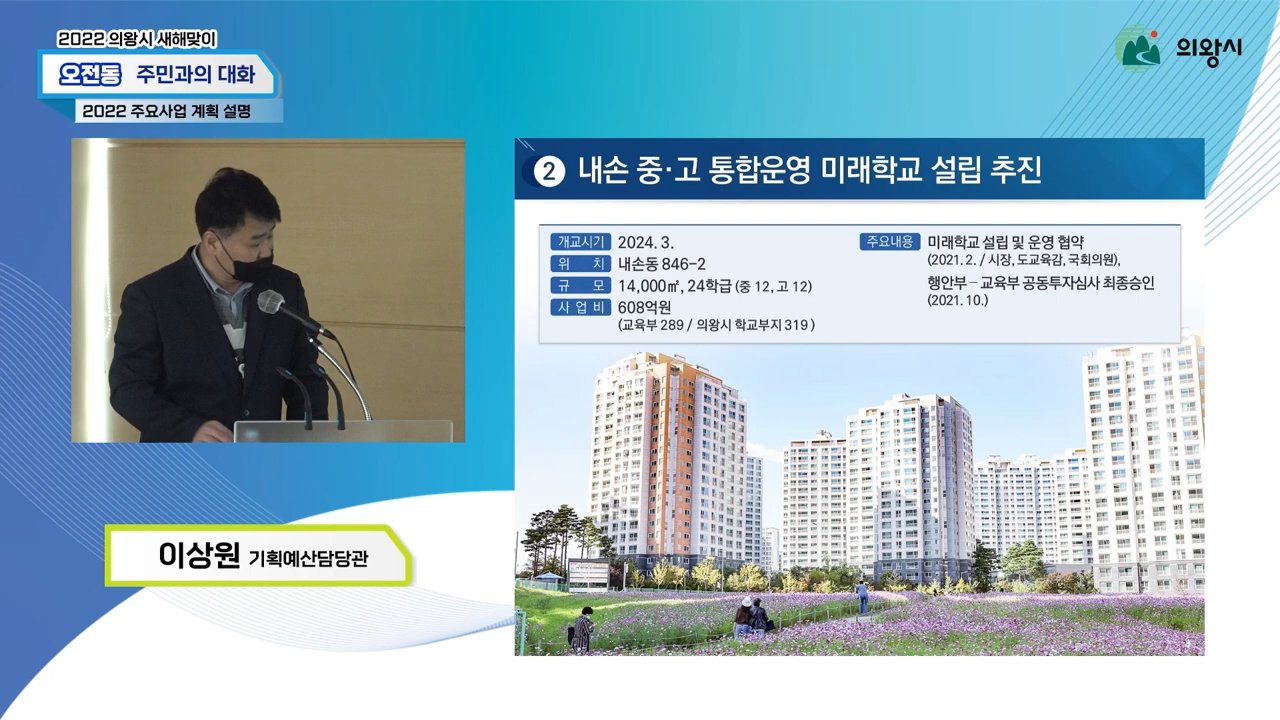 2022 의왕시 새해맞이
오전동 주민과의 대화
2022 주요사업 계획 설명
의왕시
2 내손 중·고 통합운영 미래학교 설립 추진
개교시기 2024. 3.
위 치 내손동 846-2
규 모 14,000㎡, 24학급 (중 12, 고 12)
사 업 비 608억원
(교육부 289 / 의왕시 학교부지 319 )
주요내용 미래학교 설립 및 운영 협약
(2021. 2. / 시장, 도교육감, 국회의원),
행안부 – 교육부 공동투자심사 최종승인
(2021. 10.)
이상원 기획예산담당관